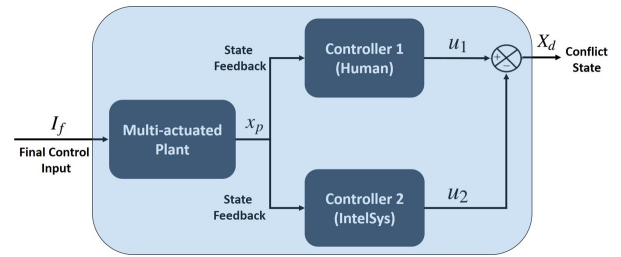 I_f
Final Control
Input
Multi-actuated
Plant
x_p
State
Feedback
State
Feedback
Controller 1
(Human)
Controller 2
(IntelSys)
u_1
u_2
+
−
X_d
Conflict
State